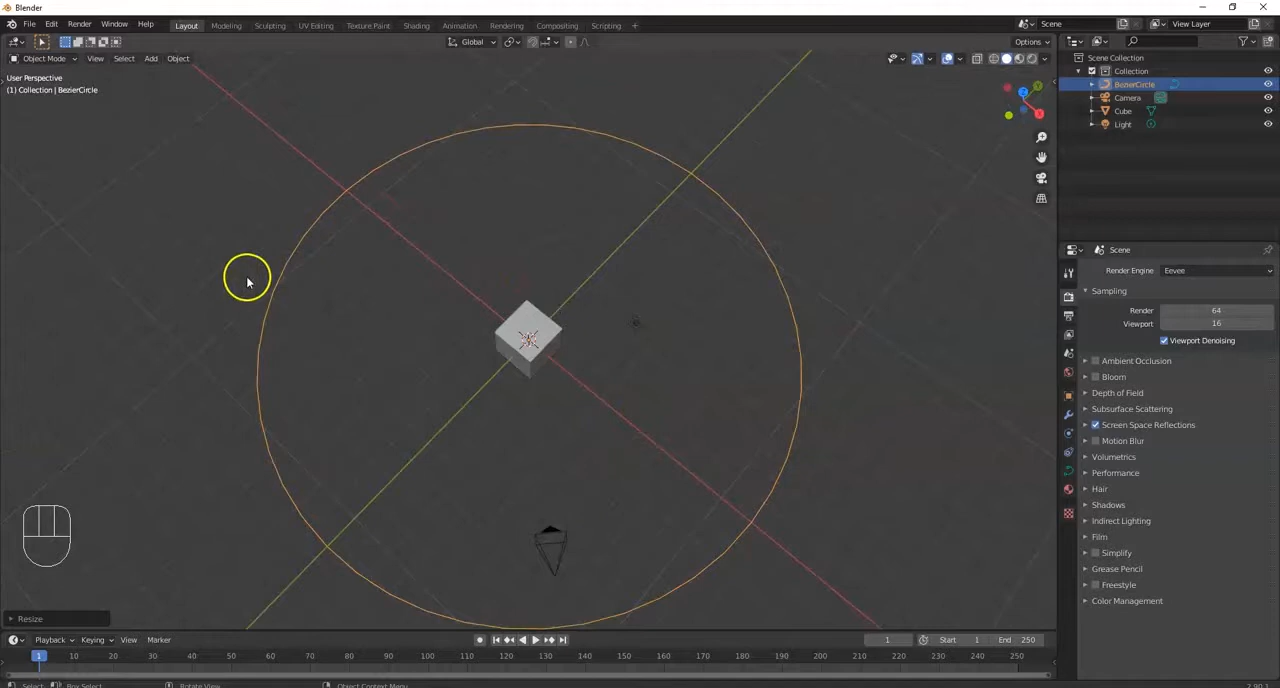 Blender
File Edit Render Window Help Layout Modeling Sculpting UV Editing Texture Paint Shading Animation Rendering Compositing Scripting + Scene View Layer
Global Options
Object Mode View Select Add Object
User Perspective
(1) Collection | BezierCircle
Scene Collection
Collection
BezierCircle
Camera
Cube
Light
Scene
Render Engine Eevee
Sampling
Render 64
Viewport 16
Viewport Denoising
Ambient Occlusion
Bloom
Depth of Field
Subsurface Scattering
Screen Space Reflections
Motion Blur
Volumetrics
Performance
Hair
Shadows
Indirect Lighting
Film
Simplify
Grease Pencil
Freestyle
Color Management
Resize
Playback Keying View Marker 1 Start 1 End 250
1 10 20 30 40 50 60 70 80 90 100 110 120 130 140 150 160 170 180 190 200 210 220 230 240 250
Select Box Select Rotate View Object Context Menu 2.90.1